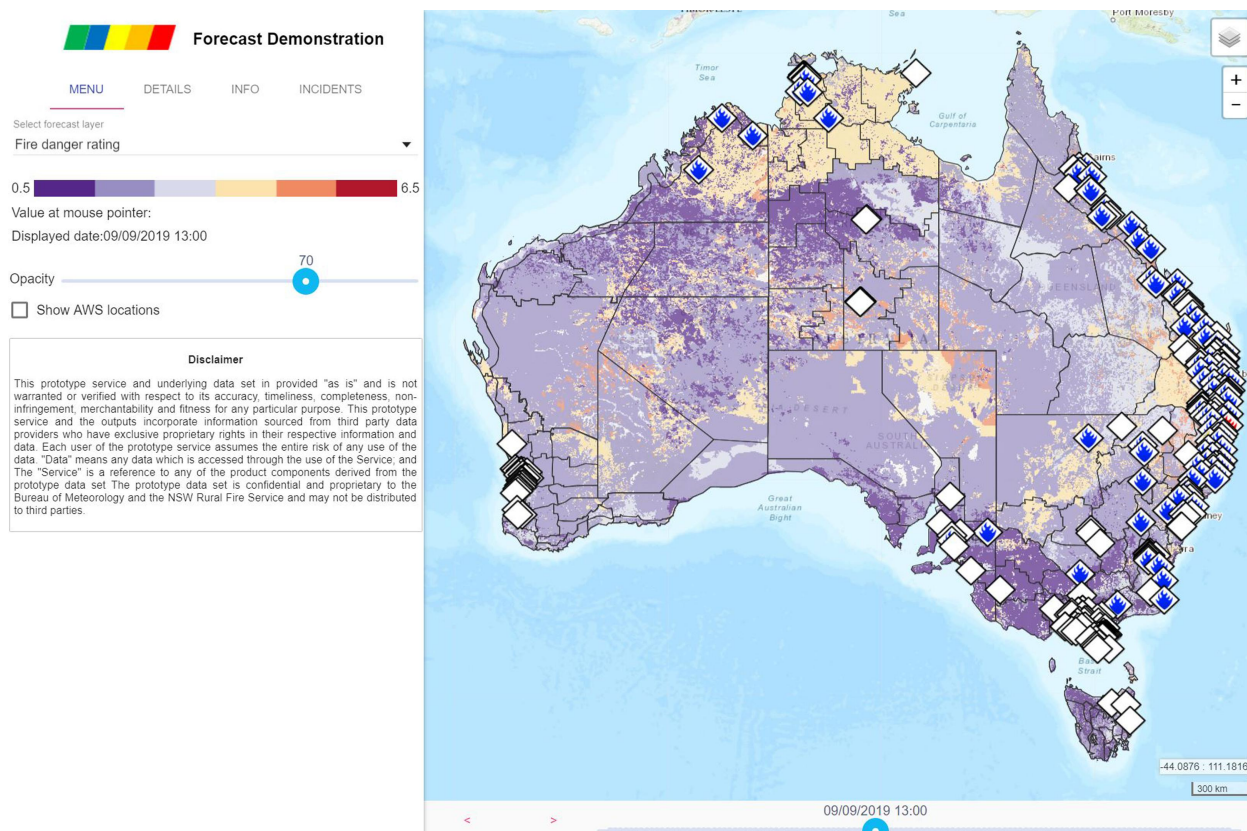 Forecast Demonstration
MENU
DETAILS
INFO
INCIDENTS
Select forecast layer
Fire danger rating
0.5
6.5
Value at mouse pointer:
Displayed date:09/09/2019 13:00
70
Opacity
Show AWS locations
Disclaimer
This prototype service and underlying data set in provided "as is" and is not
warranted or verified with respect to its accuracy, timeliness, completeness, non-
infringement, merchantability and fitness for any particular purpose. This prototype
service and the outputs incorporate information sourced from third party data
providers who have exclusive proprietary rights in their respective information and
data. Each user of the prototype service assumes the entire risk of any use of the
data. "Data" means any data which is accessed through the use of the Service; and
The "Service" is a reference to any of the product components derived from the
prototype data set The prototype data set is confidential and proprietary to the
Bureau of Meteorology and the NSW Rural Fire Service and may not be distributed
to third parties.
Sea
Port Moresby
Timor
Sea
Gulf of
Carpentaria
airns
QUEENSLAND
DESERT
SOUTH
AUSTRALIA
Great
Australian
Bight
ney
rra
Bass
Strait
+
−
-44.0876 : 111.1816
300 km
09/09/2019 13:00
<
>